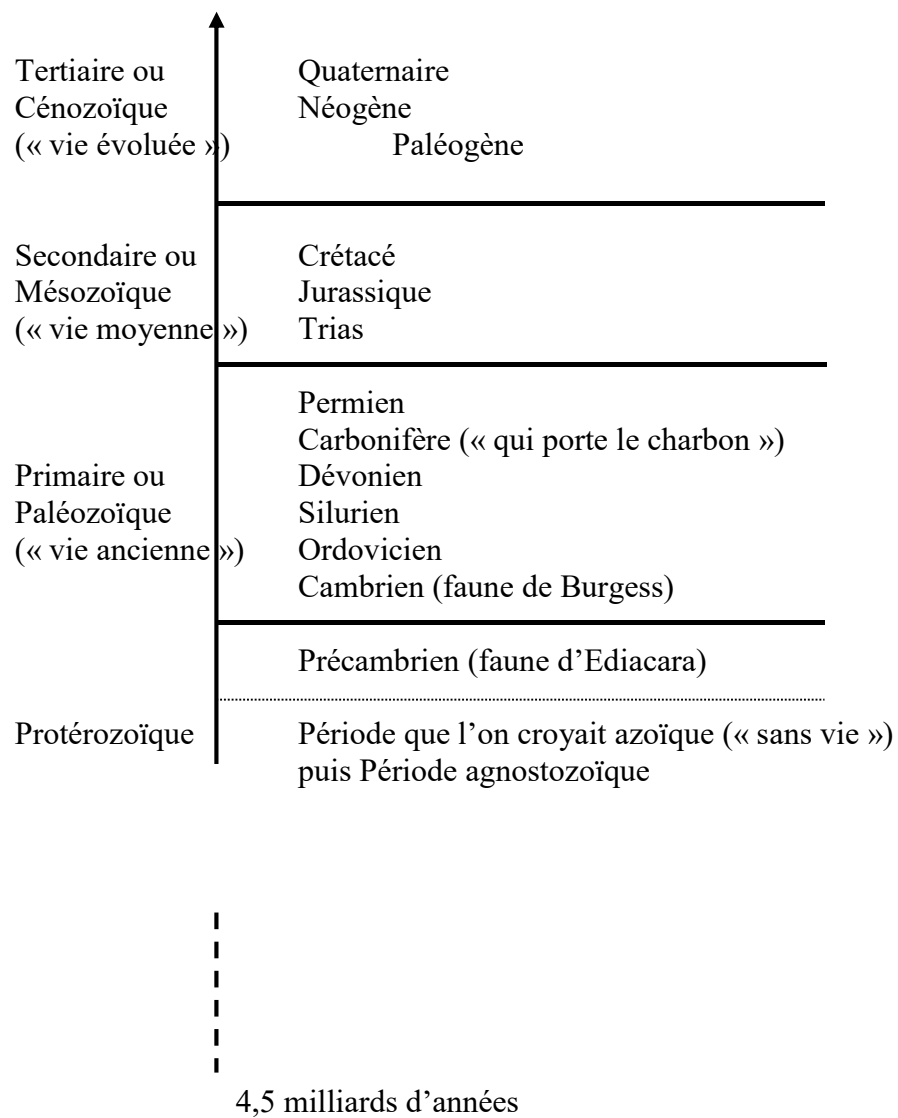 Tertiaire ou Quaternaire
Cénozoïque Néogène
(« vie évoluée ») Paléogène
Secondaire ou Crétacé
Mésozoïque Jurassique
(« vie moyenne ») Trias
Permien
Carbonifère (« qui porte le charbon »)
Primaire ou Dévonien
Paléozoïque Silurien
(« vie ancienne ») Ordovicien
Cambrien (faune de Burgess)
Précambrien (faune d’Ediacara)
Protérozoïque Période que l’on croyait azoïque (« sans vie »)
puis Période agnostozoïque
4,5 milliards d’années